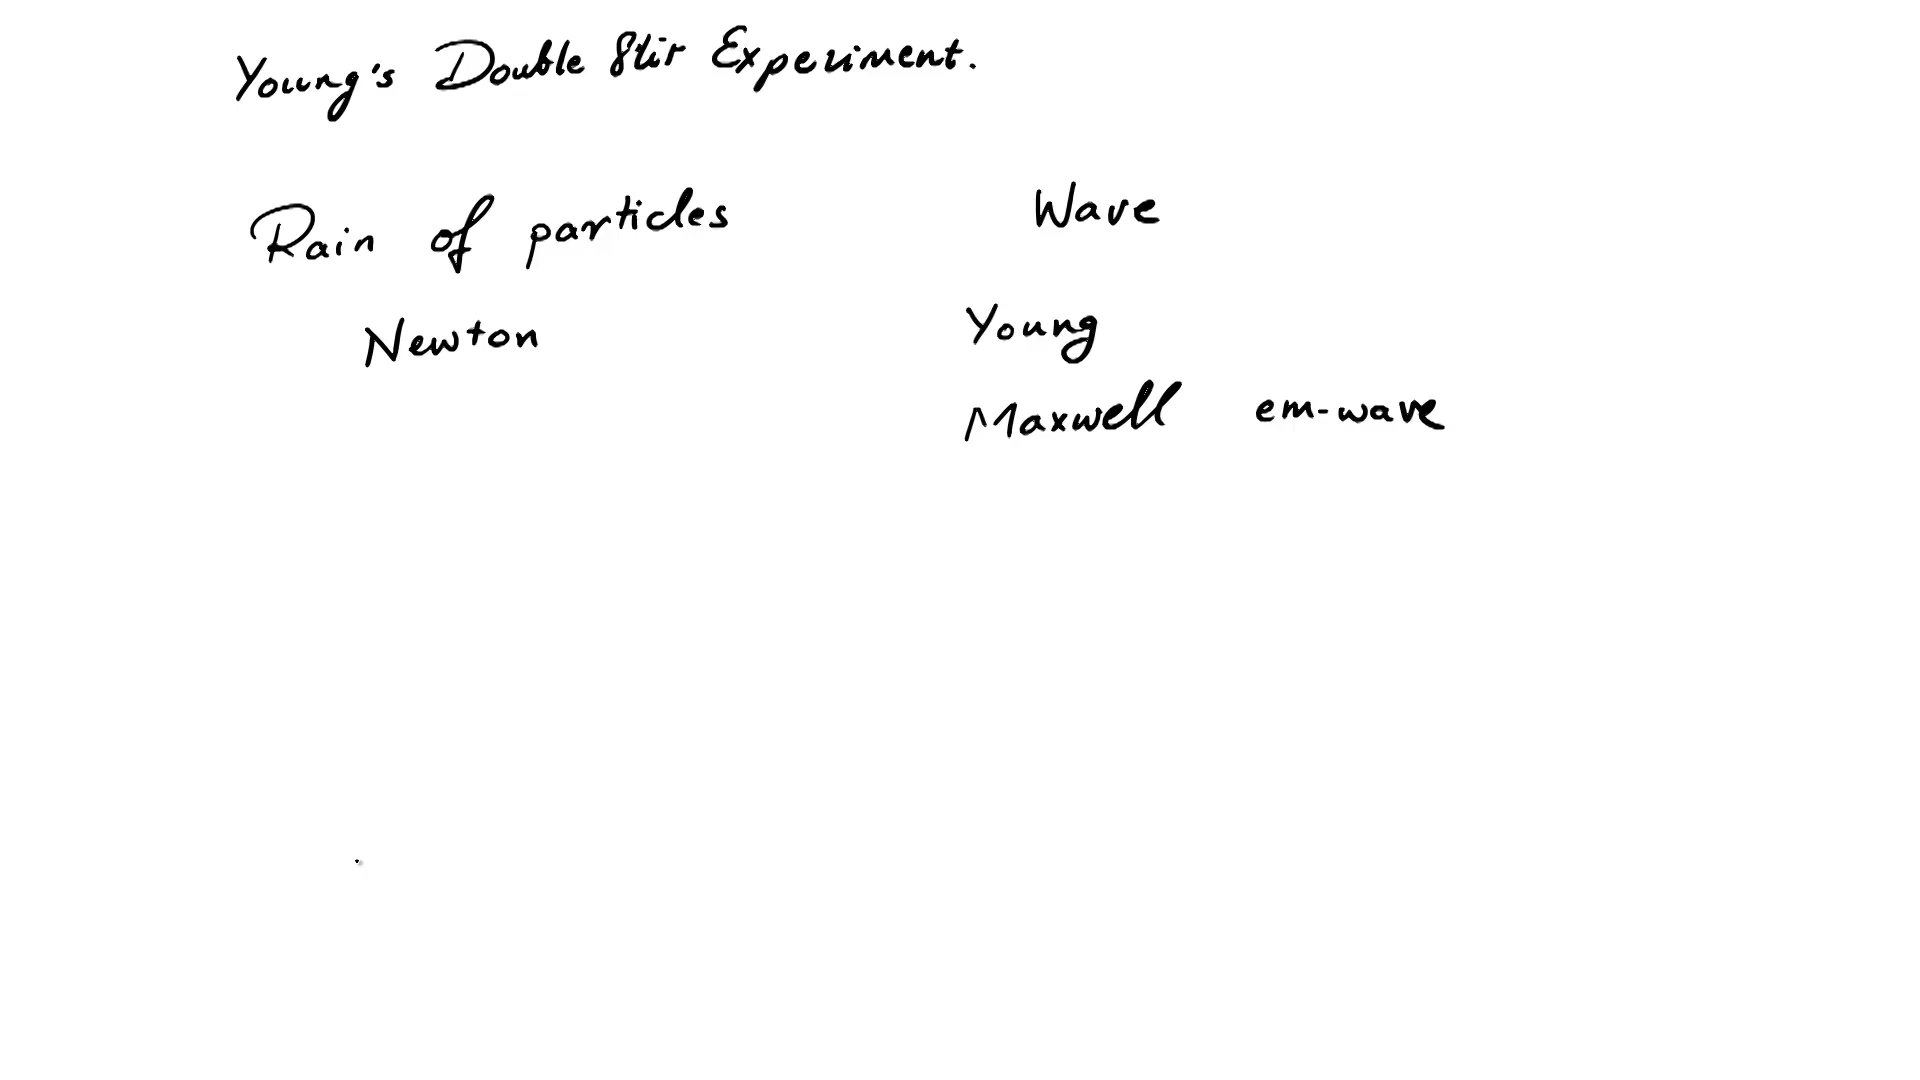 Young's Double Slit Experiment.
Rain of particles
Wave
Newton
Young
Maxwell em-wave